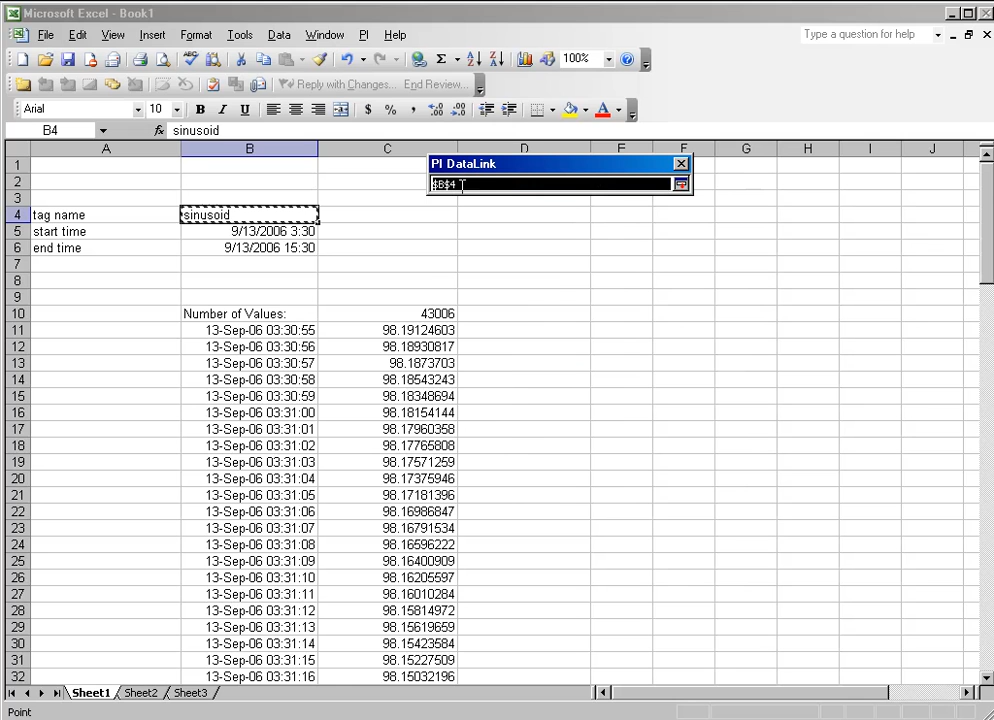 Microsoft Excel - Book1
File Edit View Insert Format Tools Data Window PI Help Type a question for help
100%
Reply with Changes... End Review...
Arial 10 B I U $ % , A
B4 fx sinusoid
A B C D E F G H I J
PI DataLink
$B$4
1
2
3
4 tag name sinusoid
5 start time 9/13/2006 3:30
6 end time 9/13/2006 15:30
7
8
9
10 Number of Values: 43006
11 13-Sep-06 03:30:55 98.19124603
12 13-Sep-06 03:30:56 98.18930817
13 13-Sep-06 03:30:57 98.1873703
14 13-Sep-06 03:30:58 98.18543243
15 13-Sep-06 03:30:59 98.18348694
16 13-Sep-06 03:31:00 98.18154144
17 13-Sep-06 03:31:01 98.17960358
18 13-Sep-06 03:31:02 98.17765808
19 13-Sep-06 03:31:03 98.17571259
20 13-Sep-06 03:31:04 98.17375946
21 13-Sep-06 03:31:05 98.17181396
22 13-Sep-06 03:31:06 98.16986847
23 13-Sep-06 03:31:07 98.16791534
24 13-Sep-06 03:31:08 98.16596222
25 13-Sep-06 03:31:09 98.16400909
26 13-Sep-06 03:31:10 98.16205597
27 13-Sep-06 03:31:11 98.16010284
28 13-Sep-06 03:31:12 98.15814972
29 13-Sep-06 03:31:13 98.15619659
30 13-Sep-06 03:31:14 98.15423584
31 13-Sep-06 03:31:15 98.15227509
32 13-Sep-06 03:31:16 98.15032196
Sheet1 Sheet2 Sheet3
Point